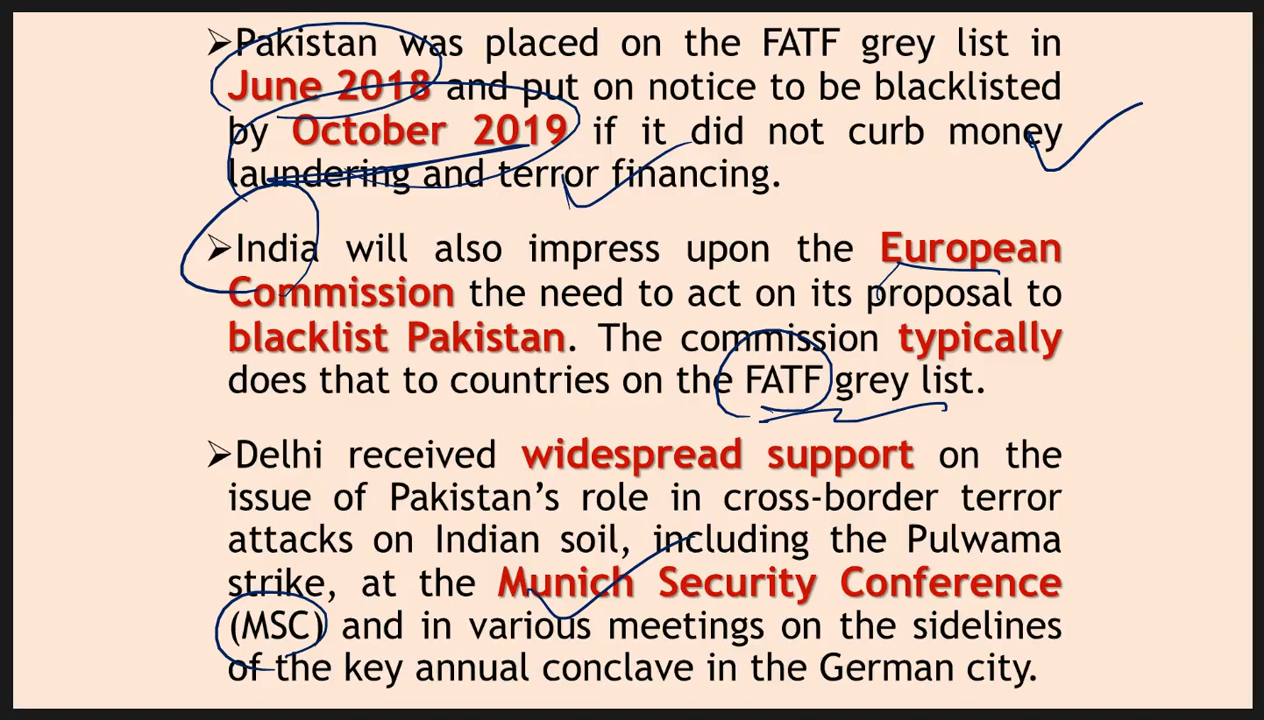 ➢Pakistan was placed on the FATF grey list in
June 2018 and put on notice to be blacklisted
by October 2019 if it did not curb money
laundering and terror financing.
➢India will also impress upon the European
Commission the need to act on its proposal to
blacklist Pakistan. The commission typically
does that to countries on the FATF grey list.
➢Delhi received widespread support on the
issue of Pakistan’s role in cross-border terror
attacks on Indian soil, including the Pulwama
strike, at the Munich Security Conference
(MSC) and in various meetings on the sidelines
of the key annual conclave in the German city.